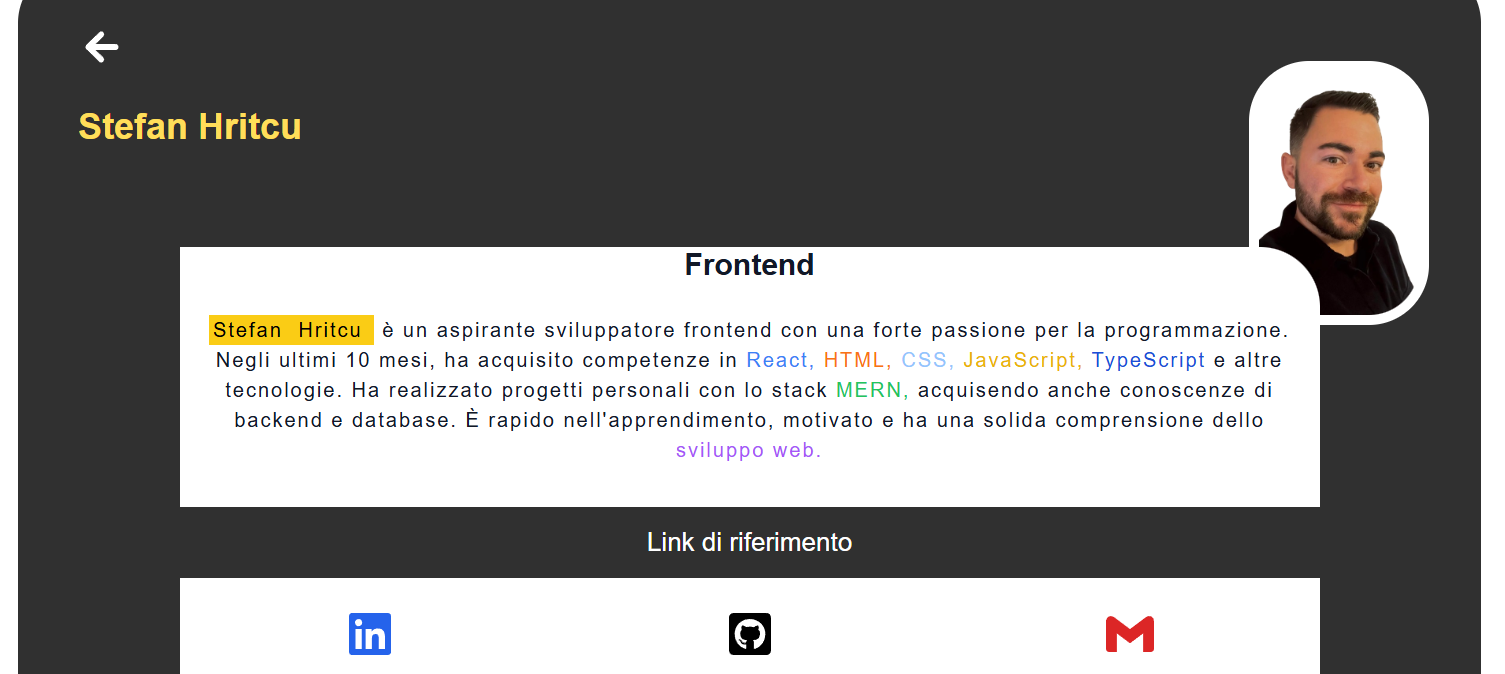 Stefan Hritcu
Frontend
Stefan Hritcu è un aspirante sviluppatore frontend con una forte passione per la programmazione.
Negli ultimi 10 mesi, ha acquisito competenze in React, HTML, CSS, JavaScript, TypeScript e altre
tecnologie. Ha realizzato progetti personali con lo stack MERN, acquisendo anche conoscenze di
backend e database. È rapido nell'apprendimento, motivato e ha una solida comprensione dello
sviluppo web.
Link di riferimento
in